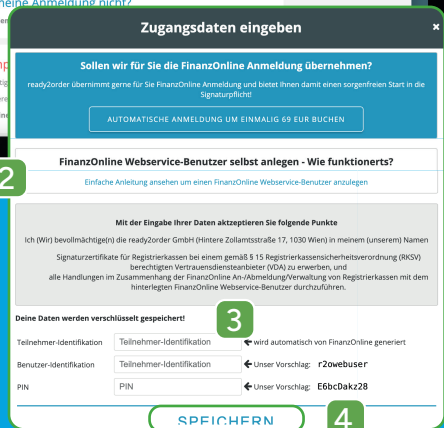 neine Anmeldung nicht?
Zugangsdaten eingeben
×
Sollen wir für Sie die FinanzOnline Anmeldung übernehmen?
ready2order übernimmt gerne für Sie FinanzOnline Anmeldung und bietet Ihnen damit einen sorgenfreien Start in die
Signaturpflicht!
AUTOMATISCHE ANMELDUNG UM EINMALIG 69 EUR BUCHEN
2
FinanzOnline Webservice-Benutzer selbst anlegen - Wie funktionerts?
Einfache Anleitung ansehen um einen FinanzOnline Webservice-Benutzer anzulegen
Mit der Eingabe Ihrer Daten aktzeptieren Sie folgende Punkte
Ich (Wir) bevollmächtige(n) die ready2order GmbH (Hintere Zollamtsstraße 17, 1030 Wien) in meinem (unserem) Namen
Signaturzertifikate für Registrierkassen bei einem gemäß § 15 Registrierkassensicherheitsverordnung (RKSV)
berechtigten Vertrauensdiensteanbieter (VDA) zu erwerben, und
alle Handlungen im Zusammenhang der FinanzOnline An-/Abmeldung/Verwaltung von Registrierkassen mit dem
hinterlegten FinanzOnline Webservice-Benutzer durchzuführen.
Deine Daten werden verschlüsselt gespeichert!
3
Teilnehmer-Identifikation Teilnehmer-Identifikation wird automatisch von FinanzOnline generiert
Benutzer-Identifikation Teilnehmer-Identifikation Unser Vorschlag: r2owebuser
PIN PIN Unser Vorschlag: E6bcDakz28
SPEICHERN
4